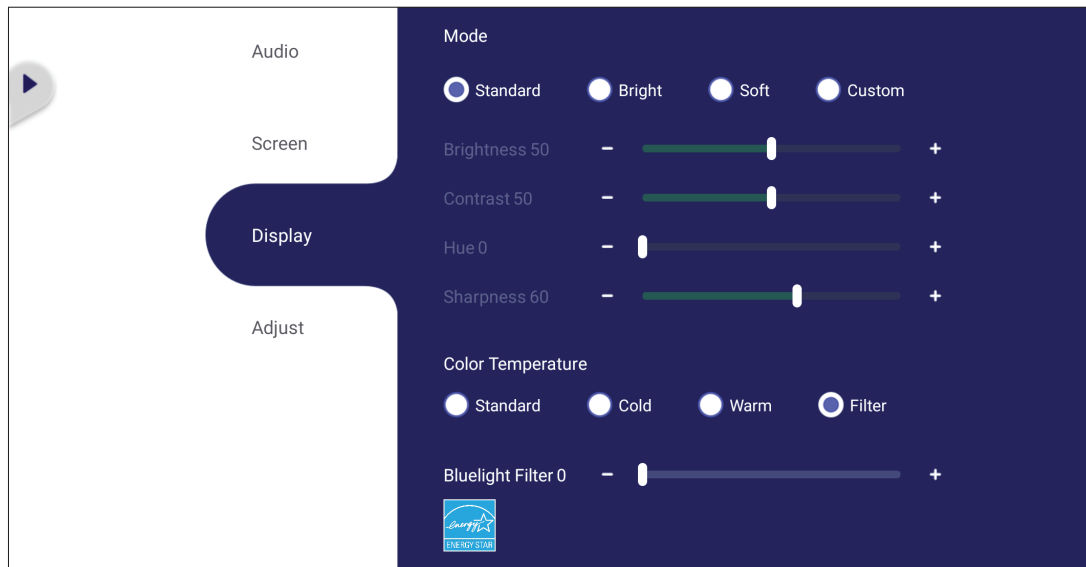 Audio
Screen
Display
Adjust
Mode
Standard Bright Soft Custom
Brightness 50 - +
Contrast 50 - +
Hue 0 - +
Sharpness 60 - +
Color Temperature
Standard Cold Warm Filter
Bluelight Filter 0 - +
energy
ENERGY STAR